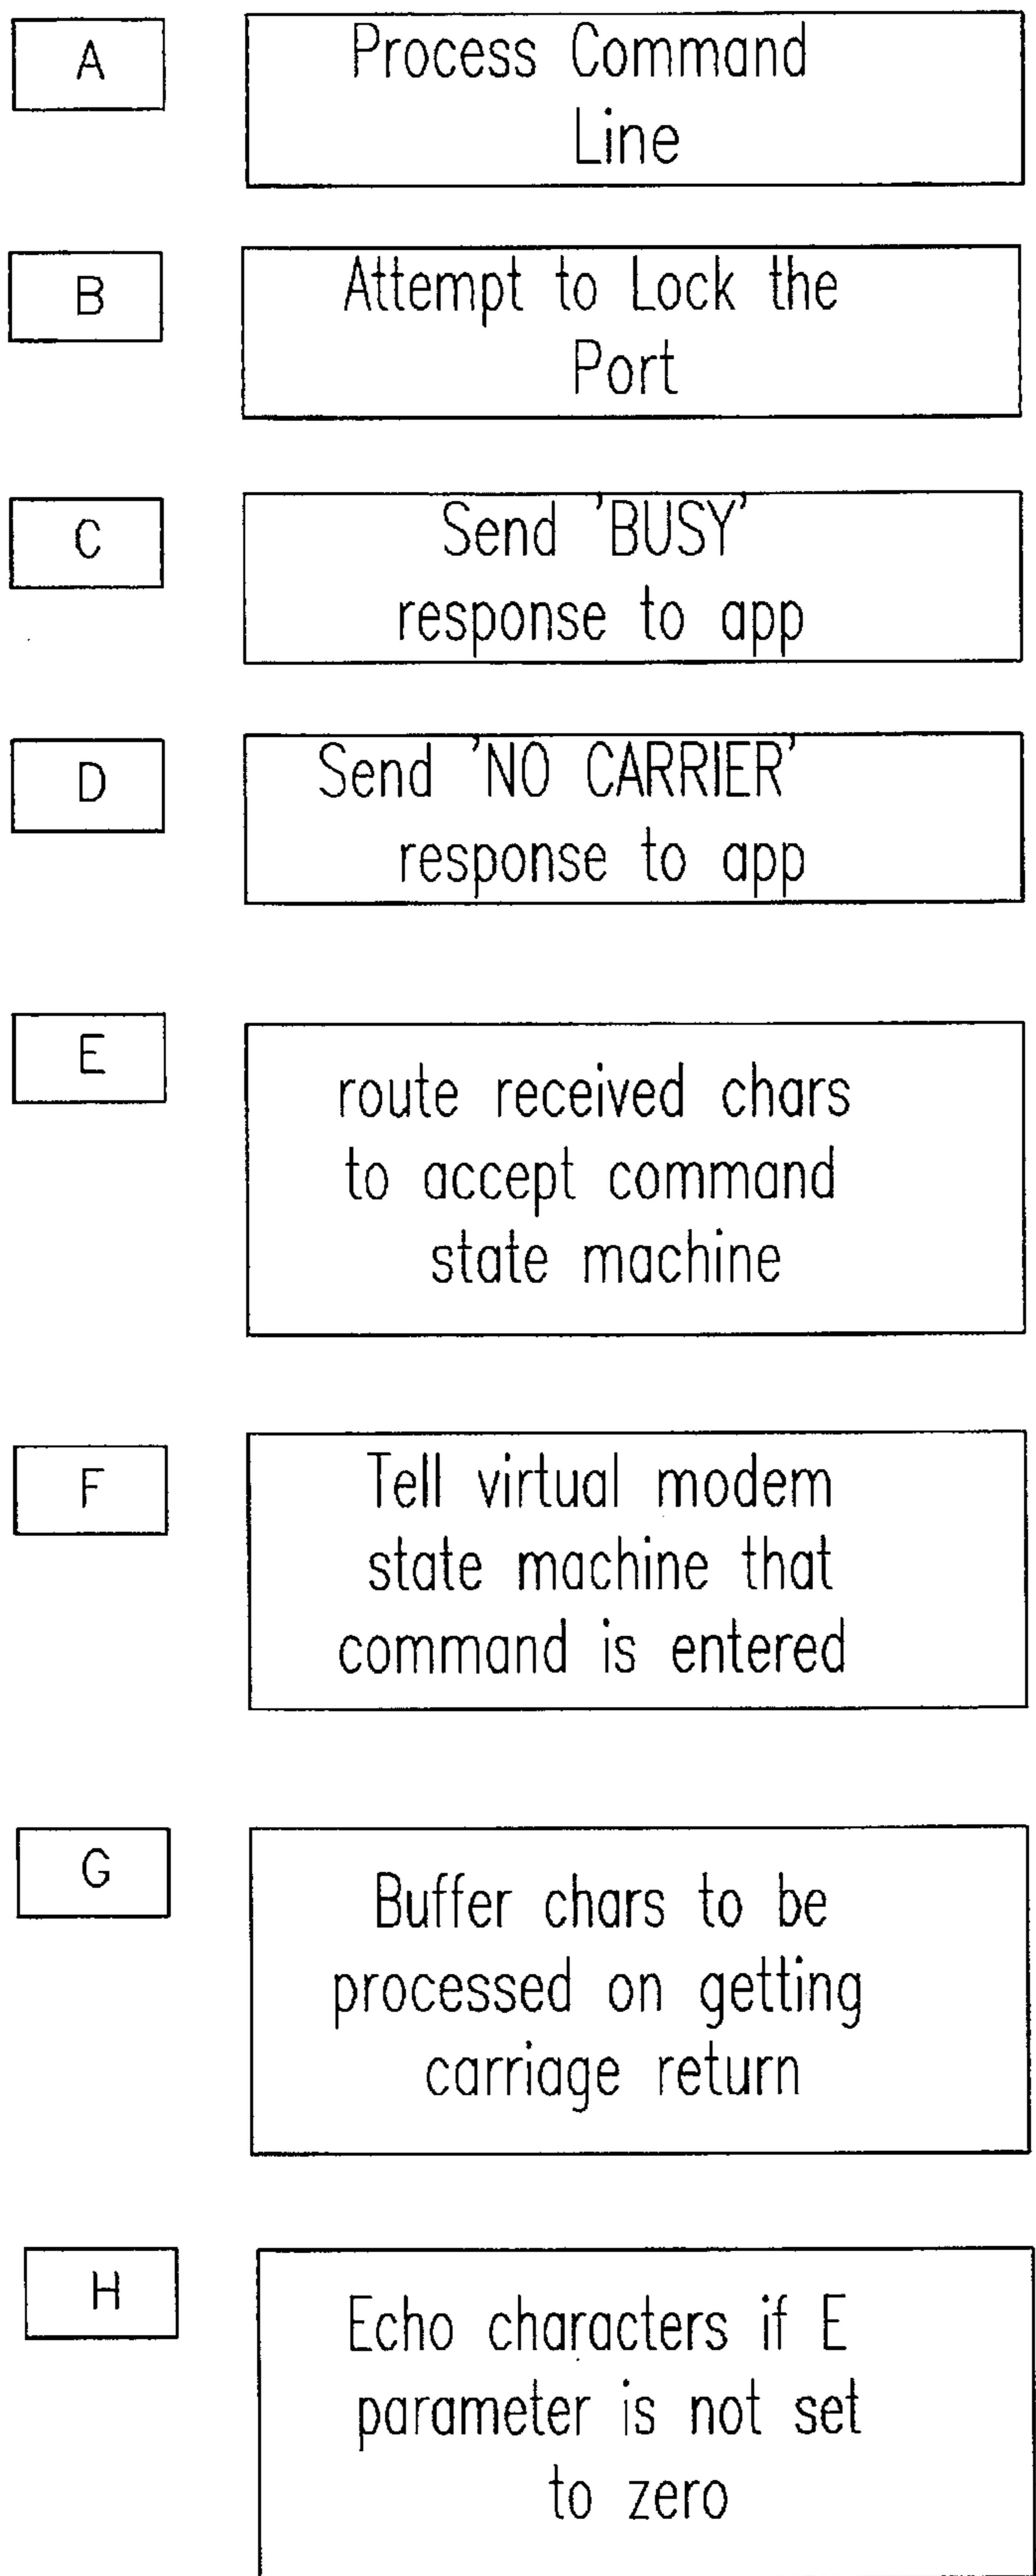 A
Process Command
Line
B
Attempt to Lock the
Port
C
Send 'BUSY'
response to app
D
Send 'NO CARRIER'
response to app
E
route received chars
to accept command
state machine
F
Tell virtual modem
state machine that
command is entered
G
Buffer chars to be
processed on getting
carriage return
H
Echo characters if E
parameter is not set
to zero